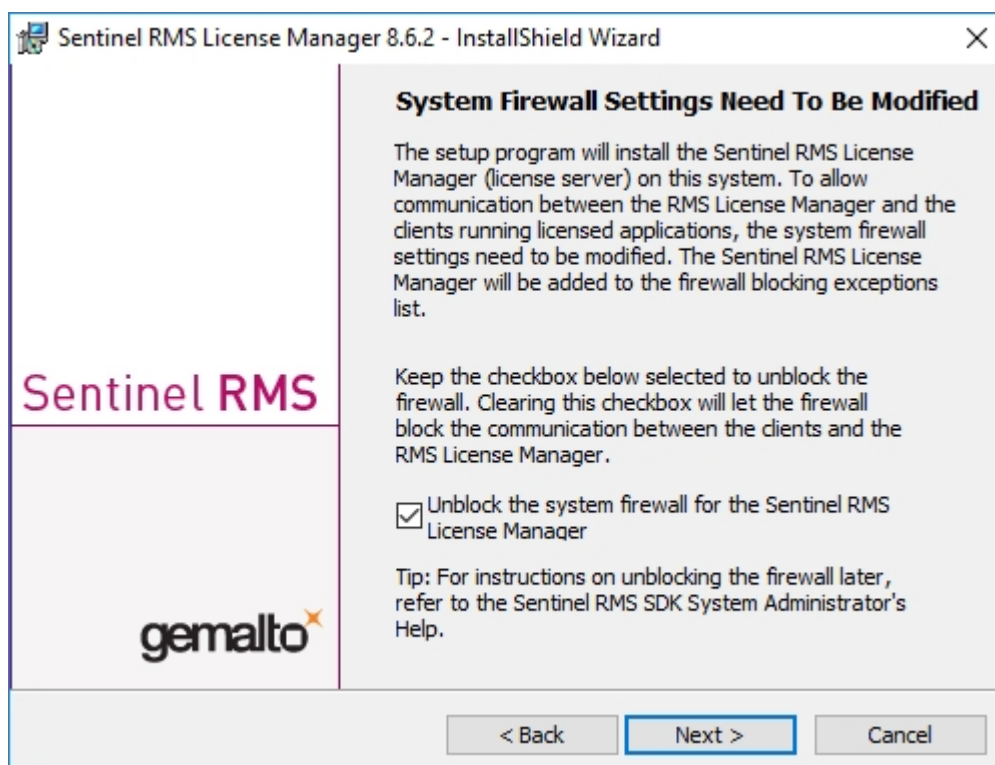 Sentinel RMS License Manager 8.6.2 - InstallShield Wizard
System Firewall Settings Need To Be Modified
The setup program will install the Sentinel RMS License
Manager (license server) on this system. To allow
communication between the RMS License Manager and the
clients running licensed applications, the system firewall
settings need to be modified. The Sentinel RMS License
Manager will be added to the firewall blocking exceptions
list.
Sentinel RMS
Keep the checkbox below selected to unblock the
firewall. Clearing this checkbox will let the firewall
block the communication between the clients and the
RMS License Manager.
Unblock the system firewall for the Sentinel RMS
License Manager
Tip: For instructions on unblocking the firewall later,
refer to the Sentinel RMS SDK System Administrator's
Help.
gemalto
< Back
Next >
Cancel